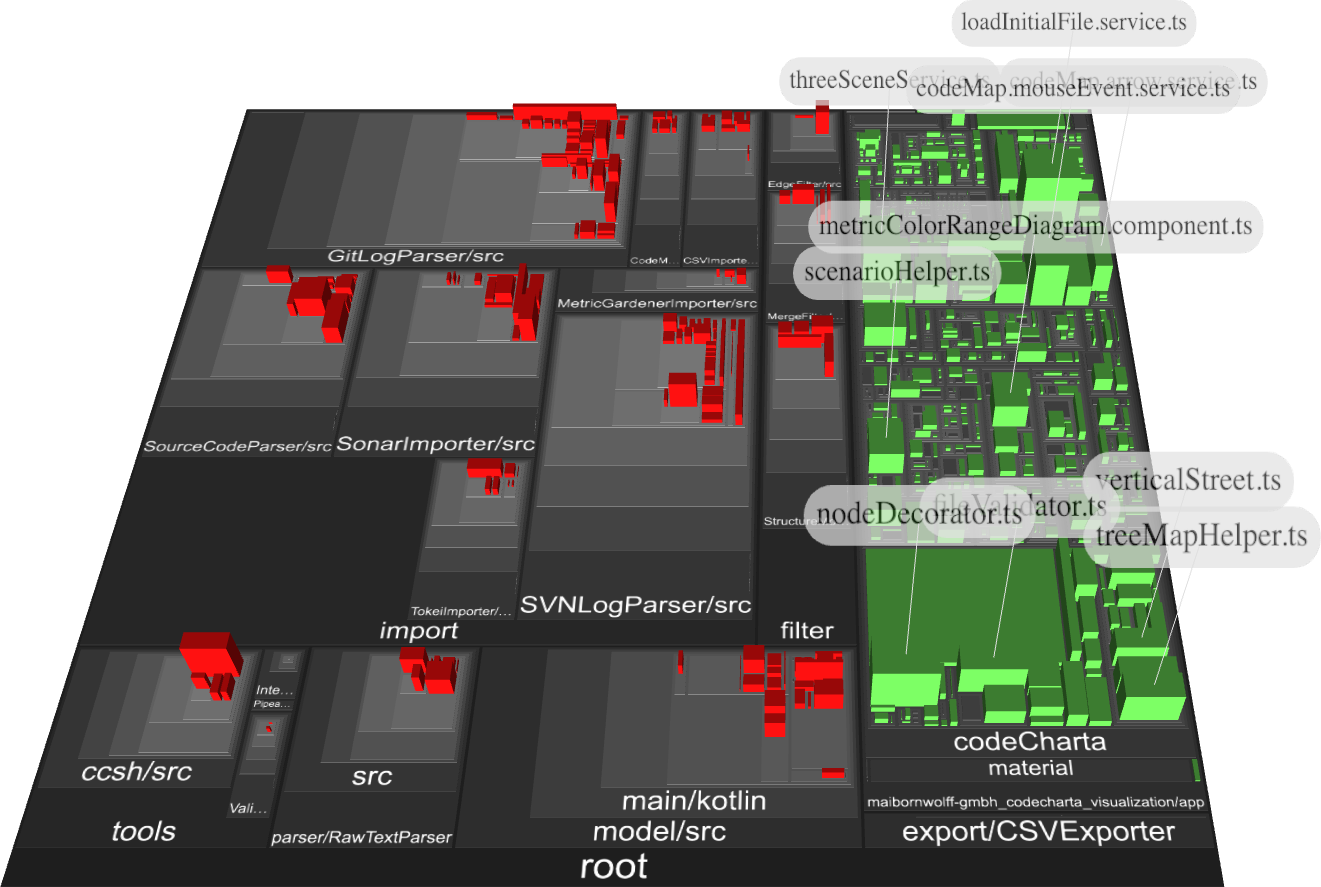 loadInitialFile.service.ts
threeSceneService.ts
codeMap.arrow.service.ts
codeMap.mouseEvent.service.ts
EdgeFilter/src
metricColorRangeDiagram.component.ts
GitLogParser/src
CodeM...
CSVImporte...
scenarioHelper.ts
MetricGardenerImporter/src
MergeFilter/...
SourceCodeParser/src
SonarImporter/src
verticalStreet.ts
fileValidator.ts
nodeDecorator.ts
Structure...
treeMapHelper.ts
TokeiImporter/...
SVNLogParser/src
import
filter
Inte...
Pipea...
codeCharta
ccsh/src
src
material
main/kotlin
Vali...
maibornwolff-gmbh_codecharta_visualization/app
tools
parser/RawTextParser
model/src
export/CSVExporter
root